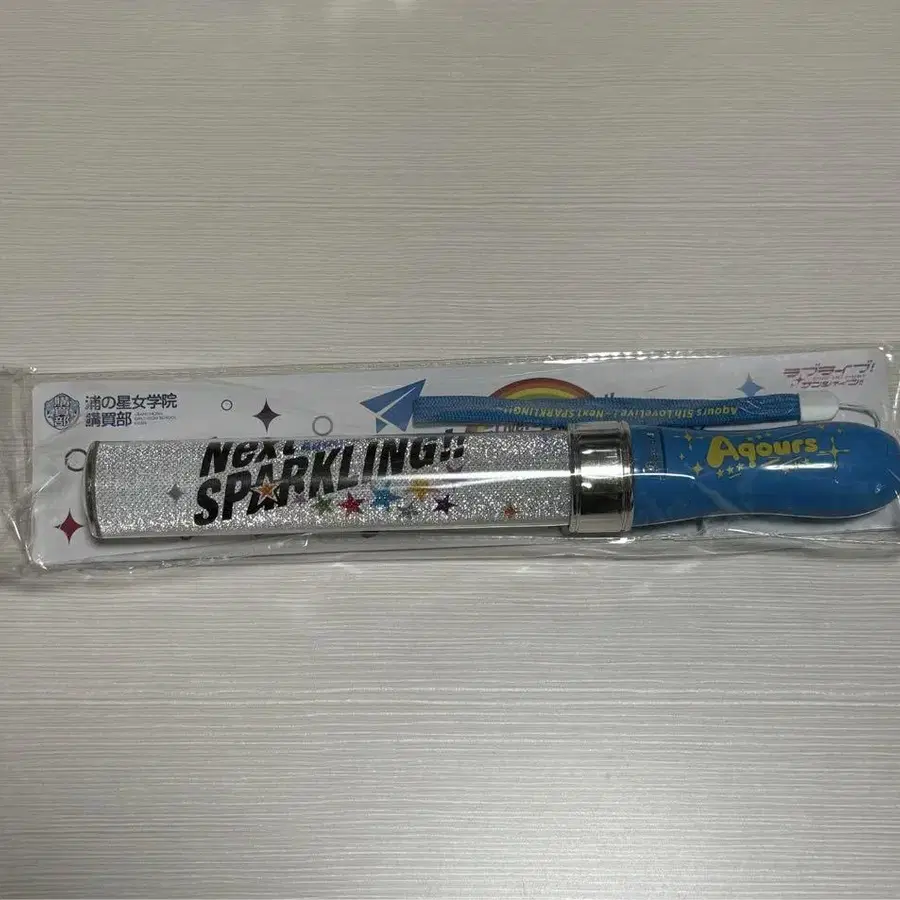 浦の星女学院
購買部
ラブライブ!
サンシャイン!!
Aqours 5th LoveLive! ~Next SPARKLING!!~
Next
SPARKLING!!
Aqours